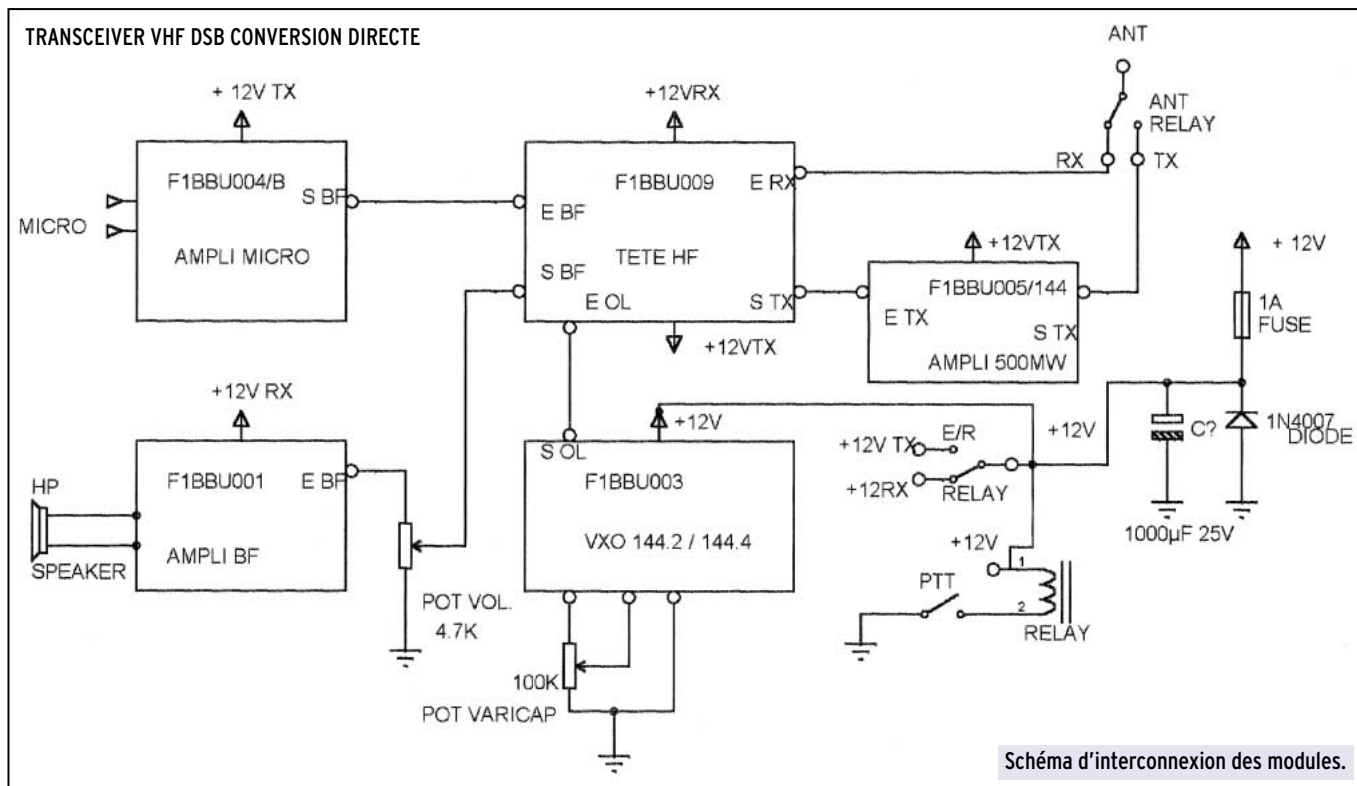 TRANSCEIVER VHF DSB CONVERSION DIRECTE
ANT
+ 12V TX
+12VRX
ANT
RELAY
RX
TX
F1BBU004/B
S BF
MICRO
AMPLI MICRO
F1BBU009
E RX
E BF
TETE HF
S BF
E OL
S TX
+12VTX
+12VTX
F1BBU005/144
E TX
S TX
AMPLI 500MW
+ 12V
1A
FUSE
+12V RX
F1BBU001
E BF
HP
SPEAKER
AMPLI BF
POT VOL.
4.7K
+12V
S OL
F1BBU003
VXO 144.2 / 144.4
100K
POT VARICAP
E/R
+12V TX
+12RX
RELAY
+12V
C?
1N4007
DIODE
1000µF 25V
+12V
1
PTT
2
RELAY
Schéma d'interconnexion des modules.